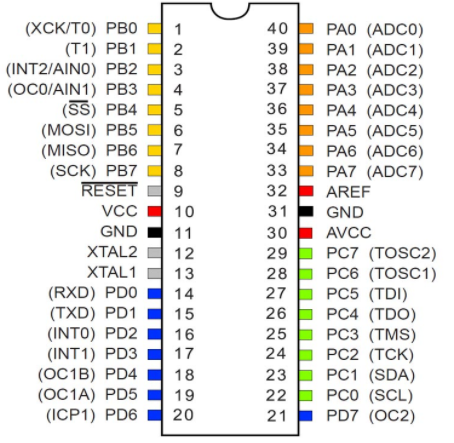 (XCK/T0) PB0 1 40 PA0 (ADC0)
(T1) PB1 2 39 PA1 (ADC1)
(INT2/AIN0) PB2 3 38 PA2 (ADC2)
(OC0/AIN1) PB3 4 37 PA3 (ADC3)
(SS) PB4 5 36 PA4 (ADC4)
(MOSI) PB5 6 35 PA5 (ADC5)
(MISO) PB6 7 34 PA6 (ADC6)
(SCK) PB7 8 33 PA7 (ADC7)
RESET 9 32 AREF
VCC 10 31 GND
GND 11 30 AVCC
XTAL2 12 29 PC7 (TOSC2)
XTAL1 13 28 PC6 (TOSC1)
(RXD) PD0 14 27 PC5 (TDI)
(TXD) PD1 15 26 PC4 (TDO)
(INT0) PD2 16 25 PC3 (TMS)
(INT1) PD3 17 24 PC2 (TCK)
(OC1B) PD4 18 23 PC1 (SDA)
(OC1A) PD5 19 22 PC0 (SCL)
(ICP1) PD6 20 21 PD7 (OC2)